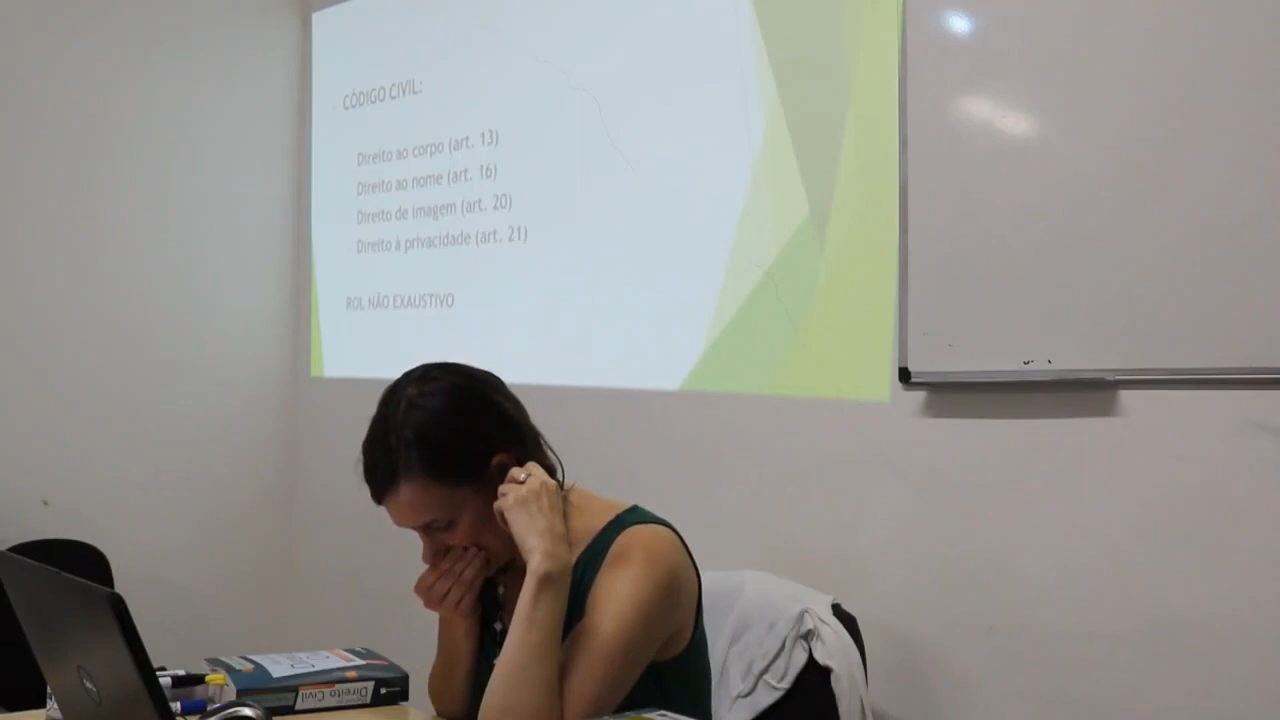 CÓDIGO CIVIL:
Direito ao corpo (art. 13)
Direito ao nome (art. 16)
Direito de imagem (art. 20)
Direito à privacidade (art. 21)
ROL NÃO EXAUSTIVO
Direito Civil
DELL